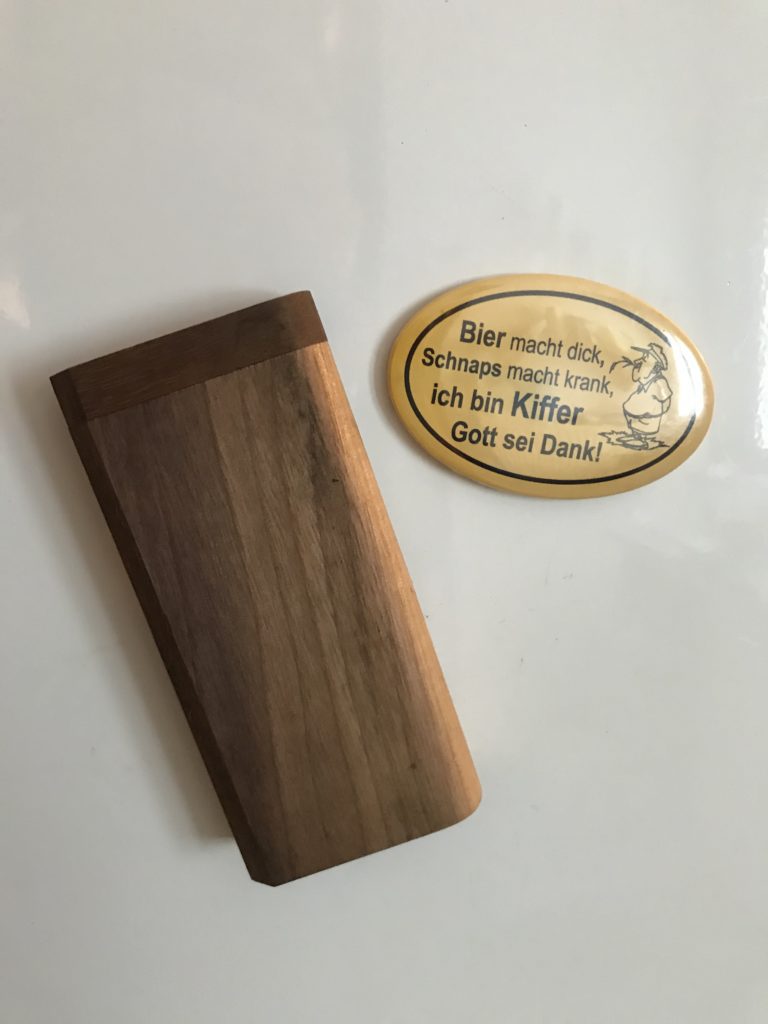 Bier macht dick,
Schnaps macht krank,
ich bin Kiffer
Gott sei Dank!